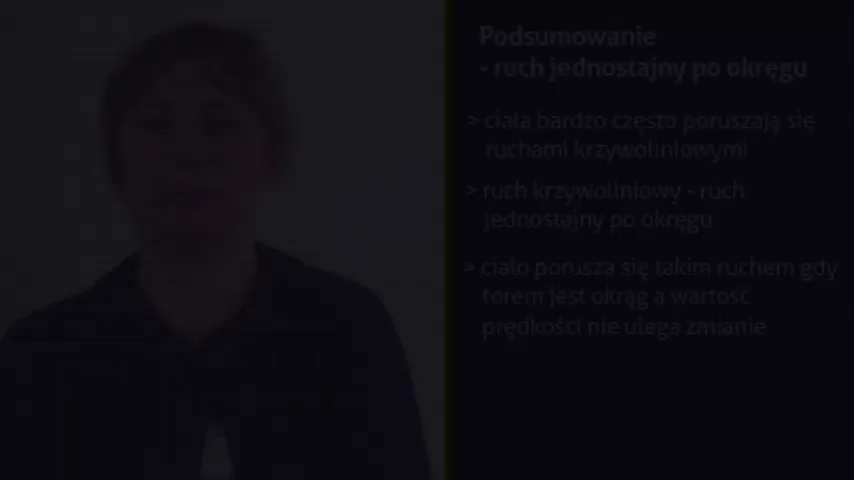 Podsumowanie
- ruch jednostajny po okręgu
> ciała bardzo często poruszają się
ruchami krzywoliniowymi
> ruch krzywoliniowy - ruch
jednostajny po okręgu
> ciało porusza się takim ruchem gdy
torem jest okrąg a wartość
prędkości nie ulega zmianie